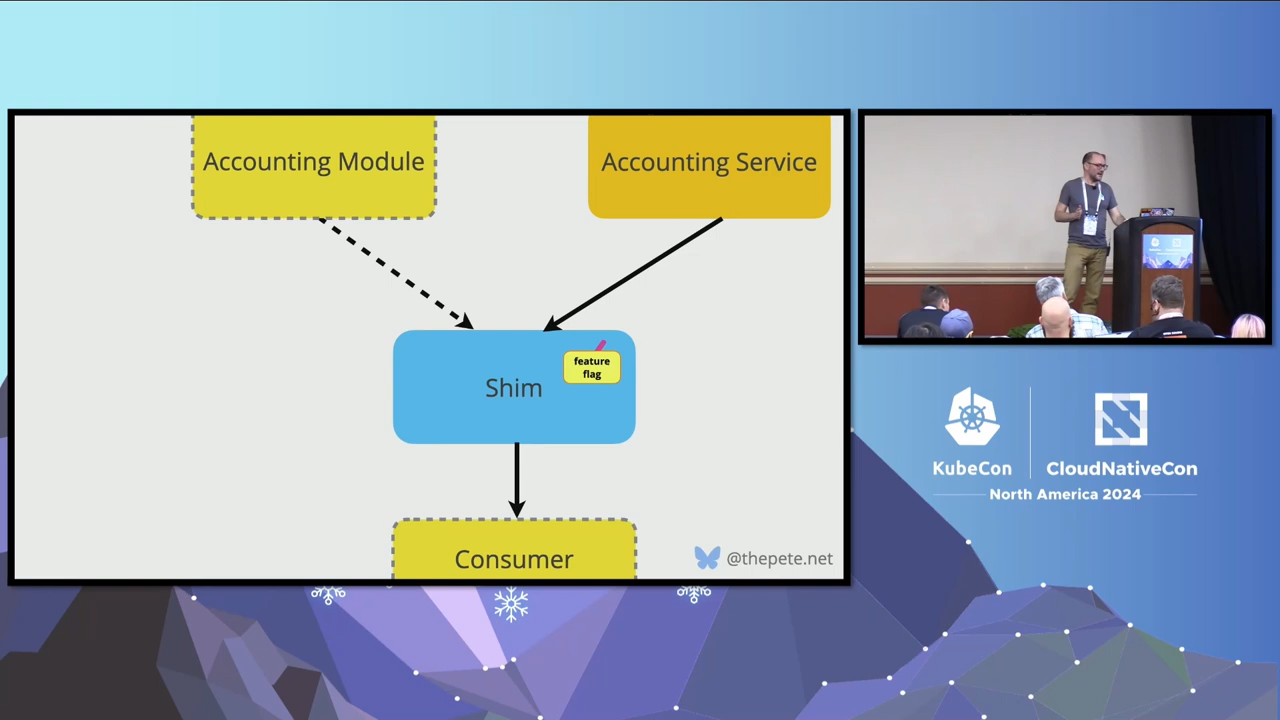 Accounting Module
Accounting Service
feature
flag
Shim
Consumer
@thepete.net
KubeCon
CloudNativeCon
North America 2024